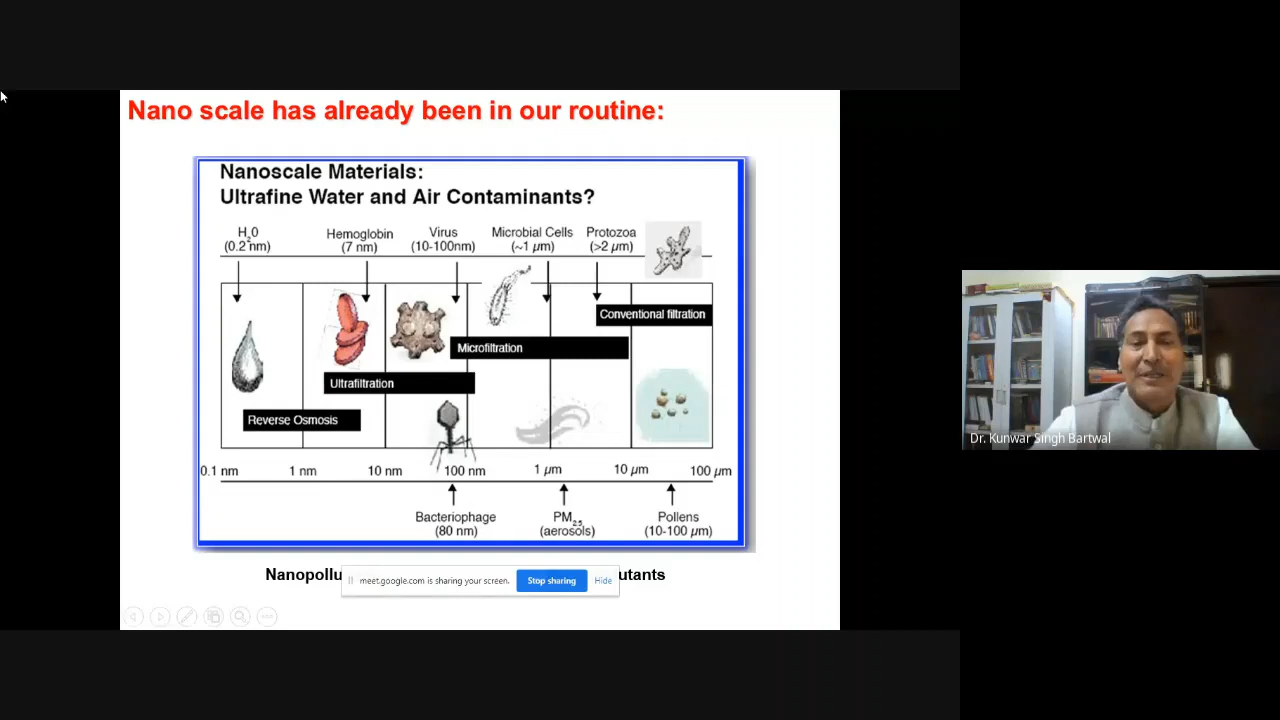 Nano scale has already been in our routine:
Nanoscale Materials:
Ultrafine Water and Air Contaminants?
H2O Hemoglobin Virus Microbial Cells Protozoa
(0.2 nm) (7 nm) (10-100nm) (~1 µm) (>2 µm)
Conventional filtration
Microfiltration
Ultrafiltration
Reverse Osmosis
0.1 nm 1 nm 10 nm 100 nm 1 µm 10 µm 100 µm
Bacteriophage PM2.5 Pollens
(80 nm) (aerosols) (10-100 µm)
meet.google.com is sharing your screen. Stop sharing Hide
Dr. Kunwar Singh Bartwal